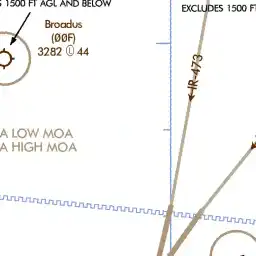 1500 FT AGL AND BELOW
EXCLUDES 1500 FT
Broadus
(00F)
3282 Ⓛ 44
IR-473
A LOW MOA
A HIGH MOA